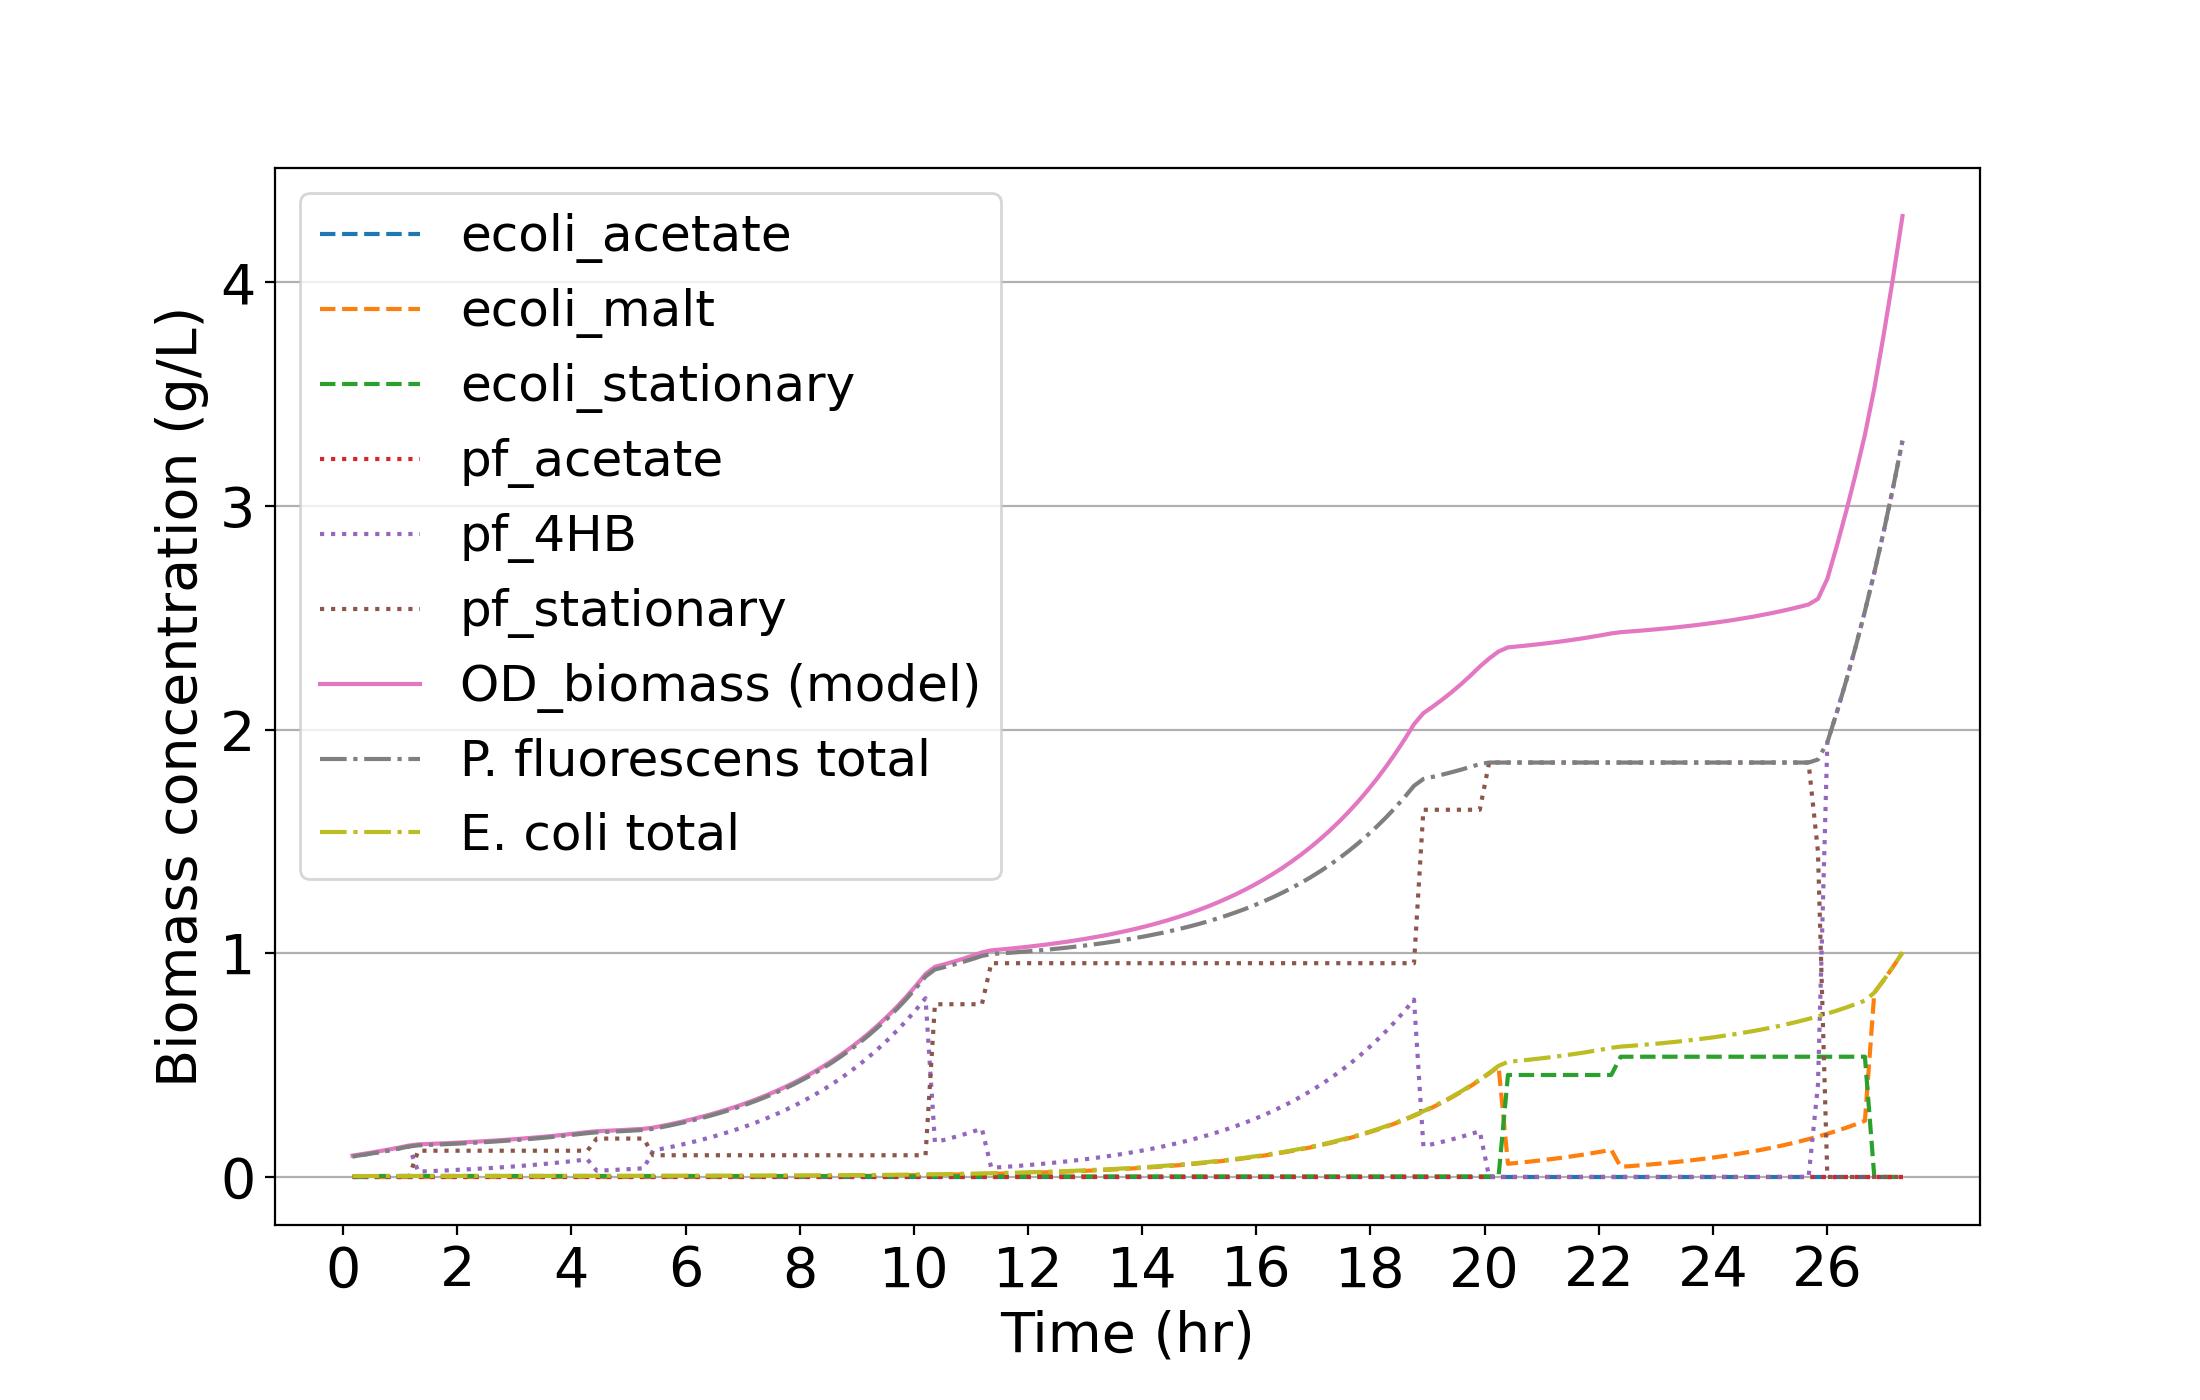 ecoli_acetate
ecoli_malt
ecoli_stationary
pf_acetate
pf_4HB
pf_stationary
OD_biomass (model)
P. fluorescens total
E. coli total
Biomass concentration (g/L)
4
3
2
1
0
0 2 4 6 8 10 12 14 16 18 20 22 24 26
Time (hr)